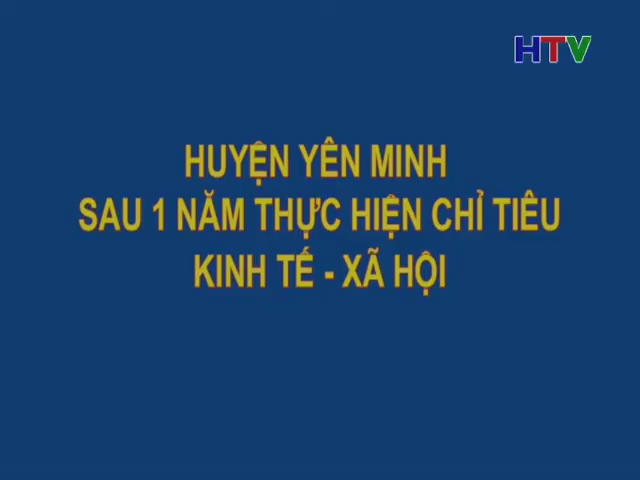 HTV
HUYỆN YÊN MINH
SAU 1 NĂM THỰC HIỆN CHỈ TIÊU
KINH TẾ - XÃ HỘI